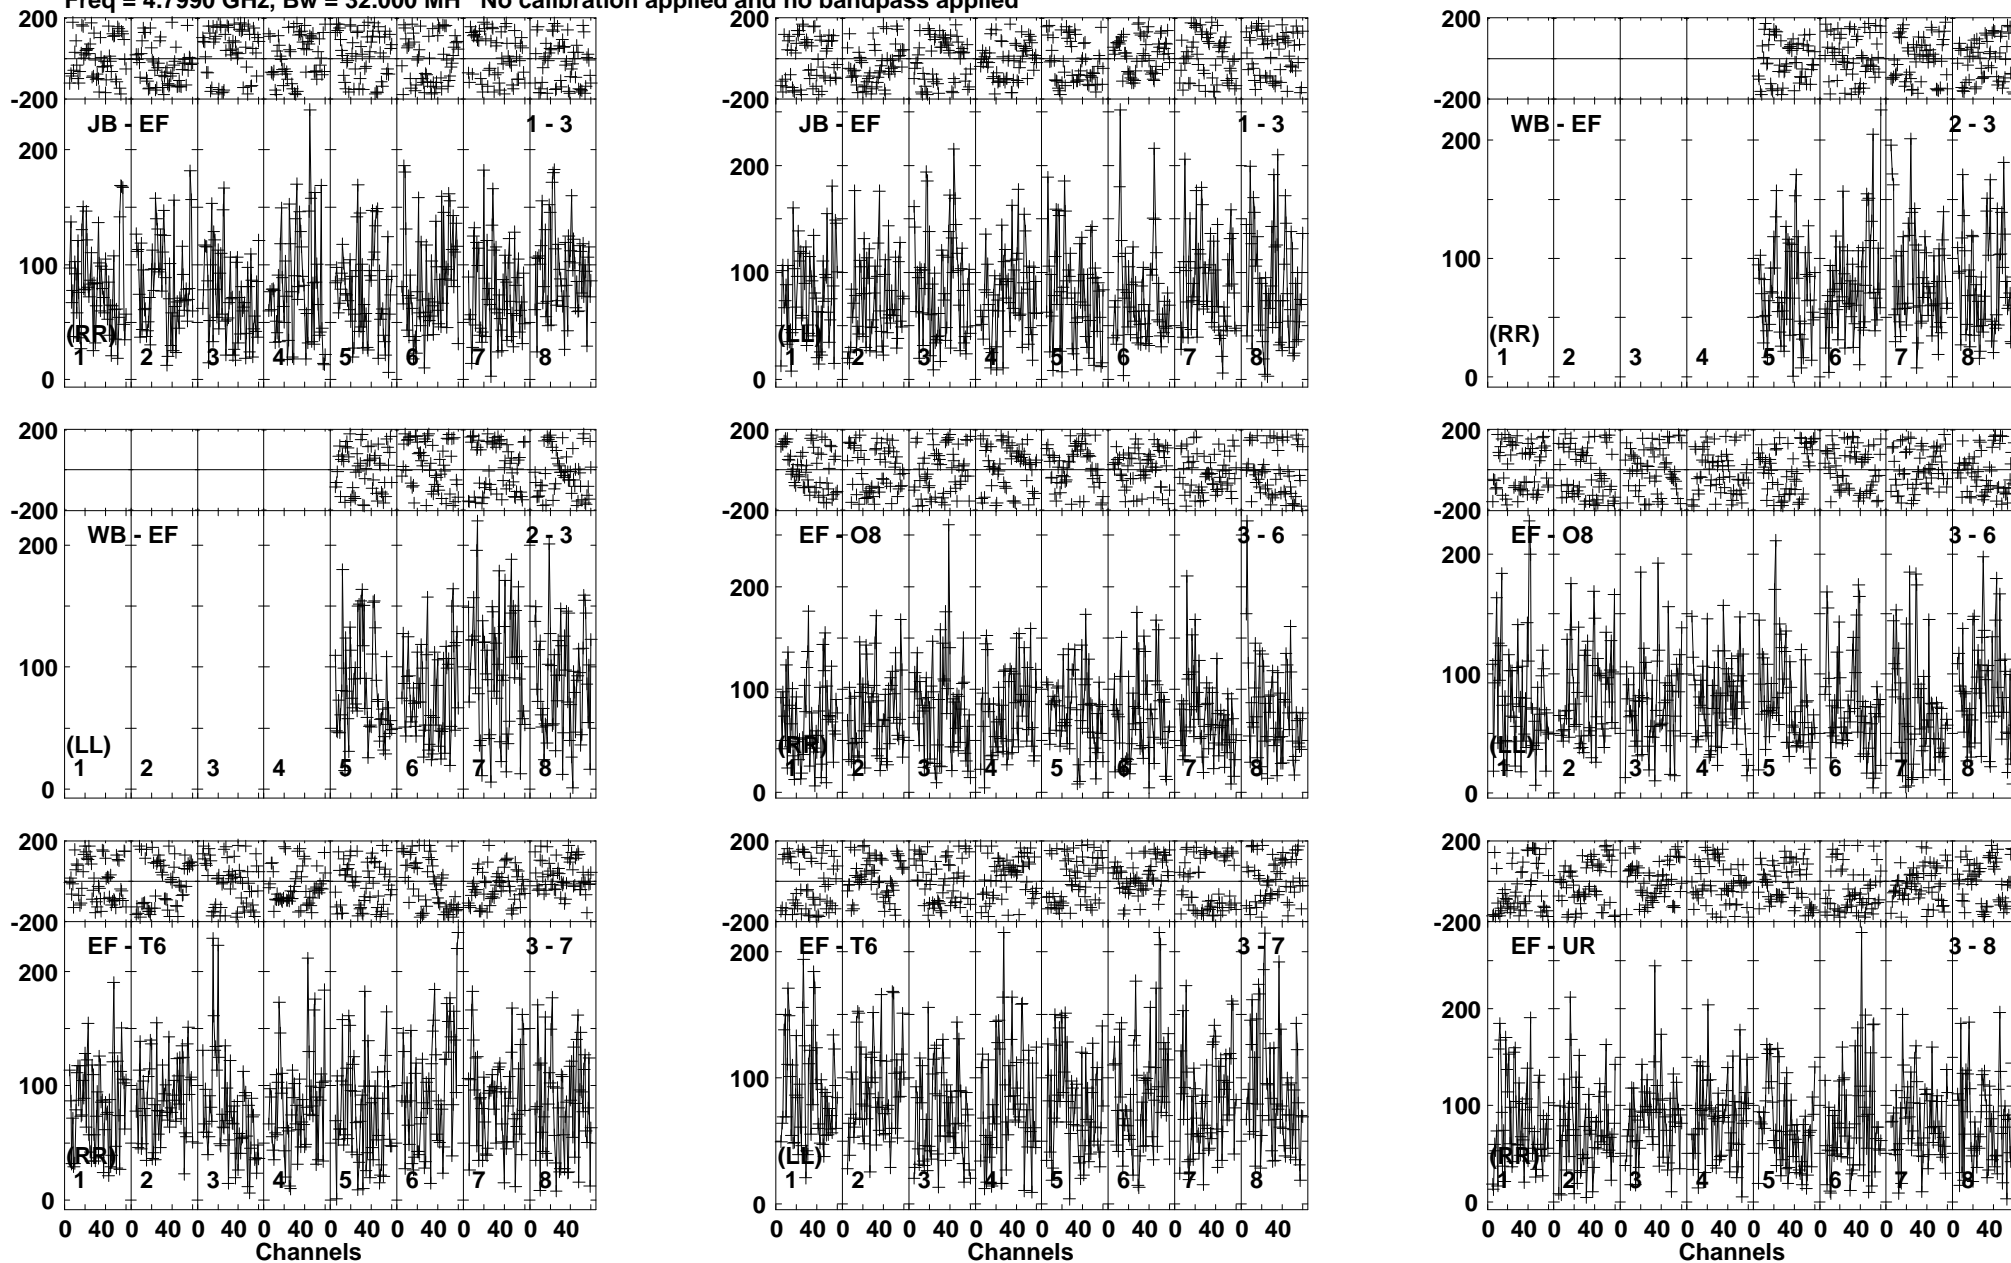 Freq = 4.7990 GHz, Bw = 32.000 MH No calibration applied and no bandpass applied
200 200 200
-200 -200 -200
JB - EF 1 - 3 JB - EF 1 - 3 WB - EF 2 - 3
200 200 200
100 100 100
(RR) (LL) (RR)
1 2 3 4 5 6 7 8 1 2 3 4 5 6 7 8 1 2 3 4 5 6 7 8
0 0 0
200 200 200
-200 -200 -200
WB - EF 2 - 3 EF - O8 3 - 6 EF - O8 3 - 6
200 200 200
100 100 100
(LL) (RR) (LL)
1 2 3 4 5 6 7 8 1 2 3 4 5 6 7 8 1 2 3 4 5 6 7 8
0 0 0
200 200 200
-200 -200 -200
EF - T6 3 - 7 EF - T6 3 - 7 EF - UR 3 - 8
200 200 200
100 100 100
(RR) (LL) (RR)
1 2 3 4 5 6 7 8 1 2 3 4 5 6 7 8 1 2 3 4 5 6 7 8
0 0 0
0 40 0 40 0 40 0 40 0 40 0 40 0 40 0 40 0 40 0 40 0 40 0 40 0 40 0 40 0 40 0 40 0 40 0 40 0 40 0 40 0 40 0 40 0 40 0 40
Channels Channels Channels